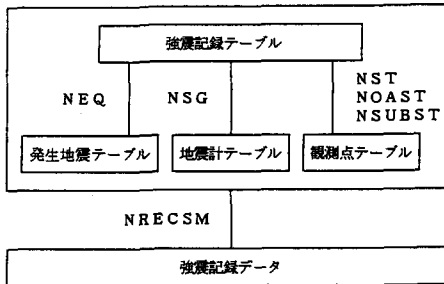 強震記録テーブル
NEQ
NSG
NST
NOAST
NSUBST
発生地震テーブル
地震計テーブル
観測点テーブル
NRECSM
強震記録データ